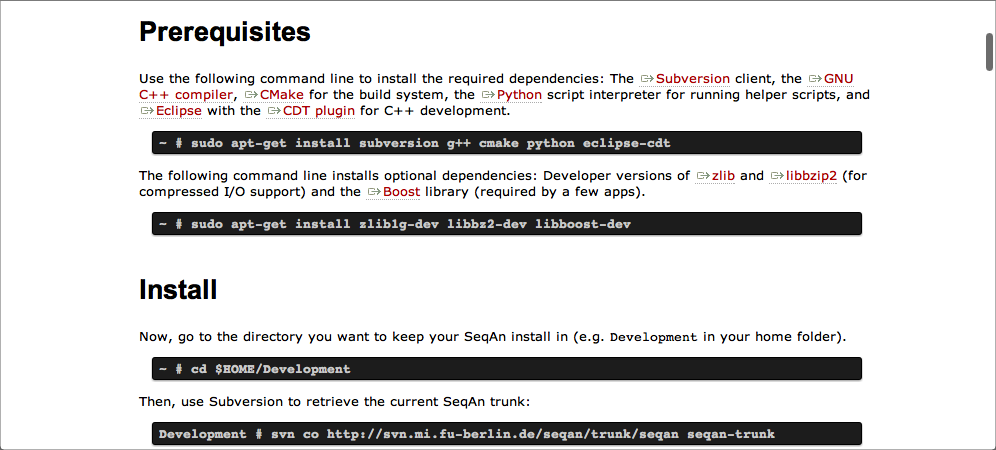 Prerequisites
Use the following command line to install the required dependencies: The Subversion client, the GNU
C++ compiler, CMake for the build system, the Python script interpreter for running helper scripts, and
Eclipse with the CDT plugin for C++ development.
~ # sudo apt-get install subversion g++ cmake python eclipse-cdt
The following command line installs optional dependencies: Developer versions of zlib and libbzip2 (for
compressed I/O support) and the Boost library (required by a few apps).
~ # sudo apt-get install zlib1g-dev libbz2-dev libboost-dev
Install
Now, go to the directory you want to keep your SeqAn install in (e.g. Development in your home folder).
~ # cd $HOME/Development
Then, use Subversion to retrieve the current SeqAn trunk:
Development # svn co http://svn.mi.fu-berlin.de/seqan/trunk/seqan seqan-trunk